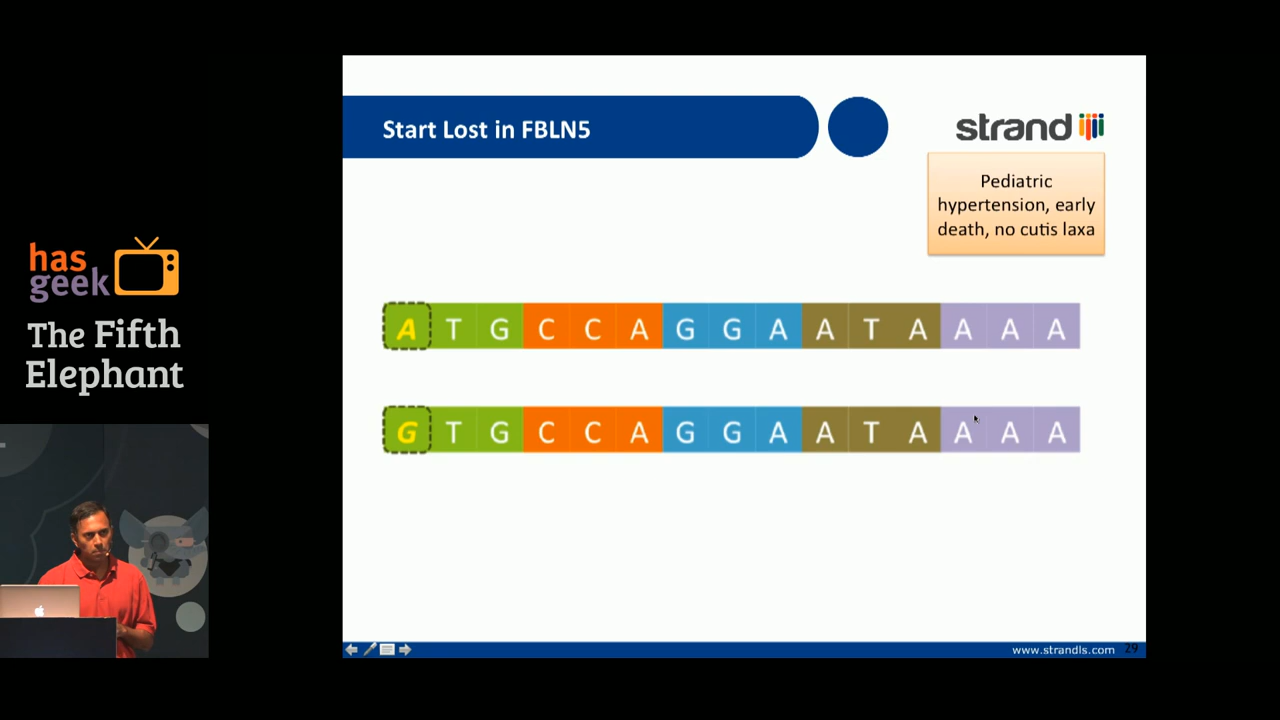 has
geek
The Fifth
Elephant
Start Lost in FBLN5
strand
Pediatric
hypertension, early
death, no cutis laxa
A T G C C A G G A A T A A A A
G T G C C A G G A A T A A A A
www.strandls.com 29